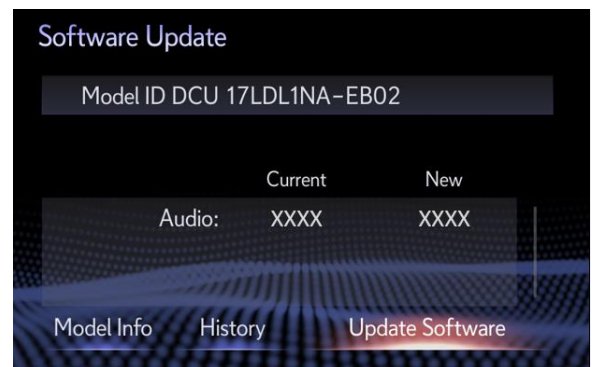 Software Update
Model ID DCU 17LDL1NA-EB02
Current New
Audio: XXXX XXXX
Model Info History Update Software